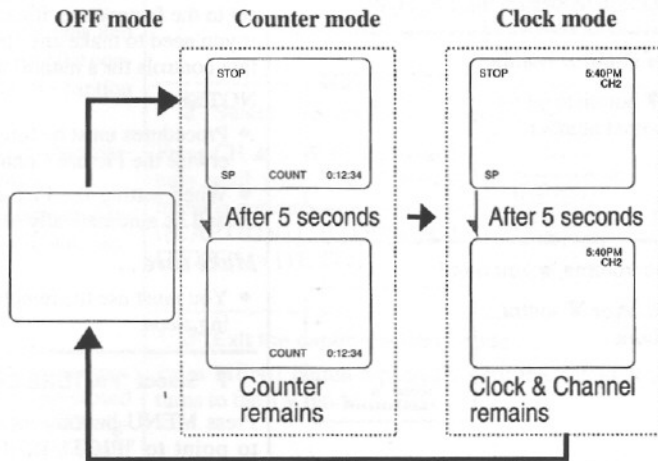 OFF mode
Counter mode
Clock mode
STOP
SP COUNT 0:12:34
After 5 seconds
COUNT 0:12:34
Counter
remains
STOP 5:40PM
CH2
SP
After 5 seconds
5:40PM
CH2
Clock & Channel
remains